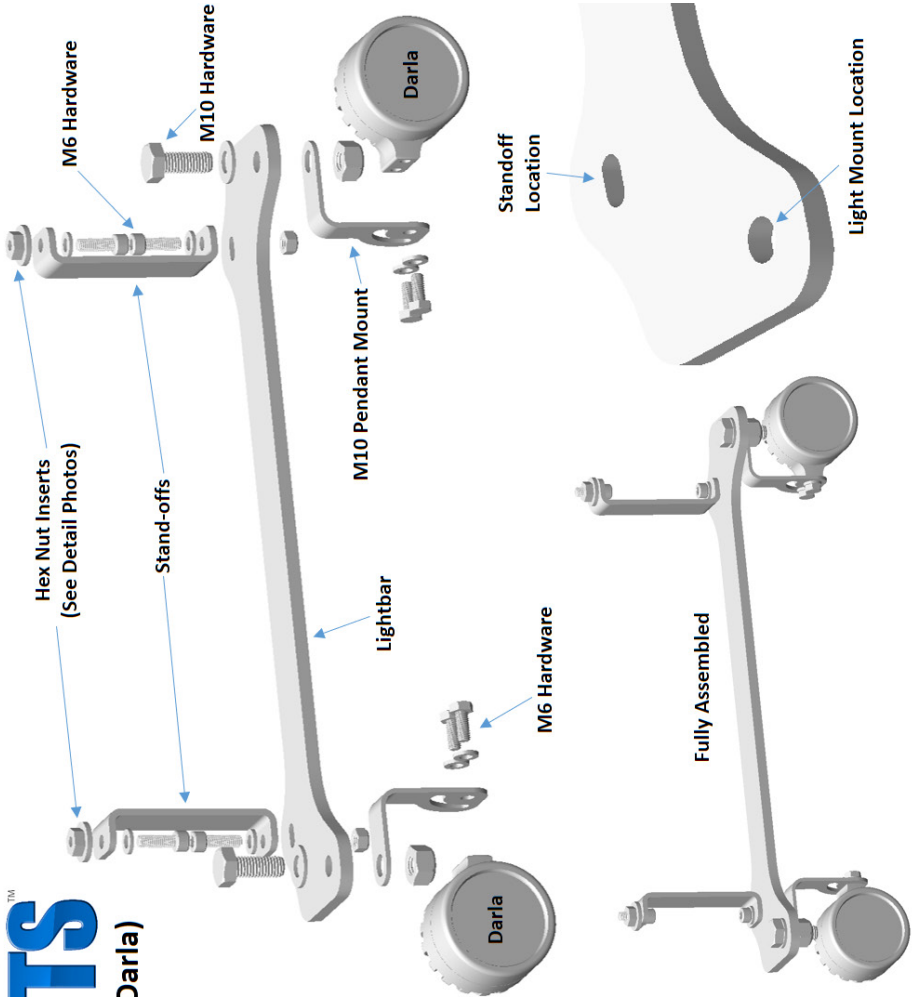 TS™
Darla)
Hex Nut Inserts
(See Detail Photos)
M6 Hardware
M10 Hardware
Stand-offs
Darla
M10 Pendant Mount
Lightbar
M6 Hardware
Darla
Standoff
Location
Light Mount Location
Fully Assembled